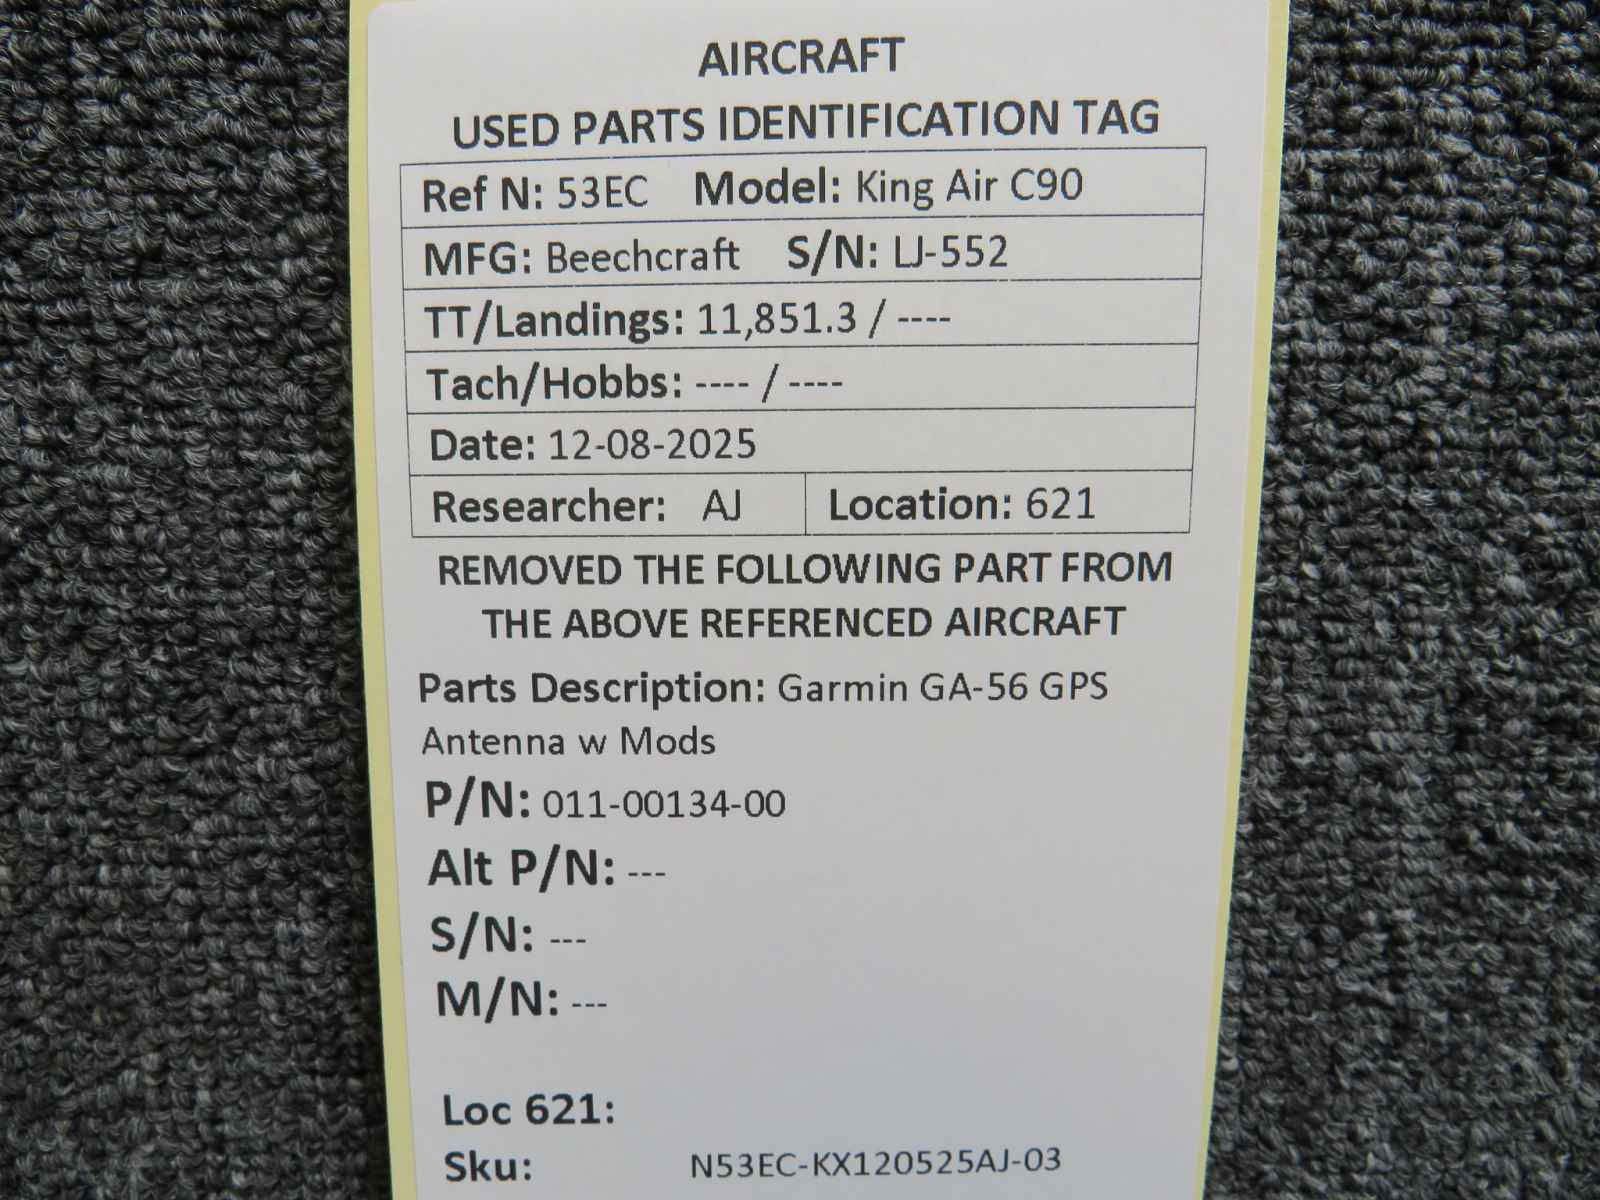 AIRCRAFT
USED PARTS IDENTIFICATION TAG
Ref N: 53EC Model: King Air C90
MFG: Beechcraft S/N: LJ-552
TT/Landings: 11,851.3 / ----
Tach/Hobbs: ---- / ----
Date: 12-08-2025
Researcher: AJ Location: 621
REMOVED THE FOLLOWING PART FROM
THE ABOVE REFERENCED AIRCRAFT
Parts Description: Garmin GA-56 GPS
Antenna w Mods
P/N: 011-00134-00
Alt P/N: ---
S/N: ---
M/N: ---
Loc 621:
Sku: N53EC-KX120525AJ-03